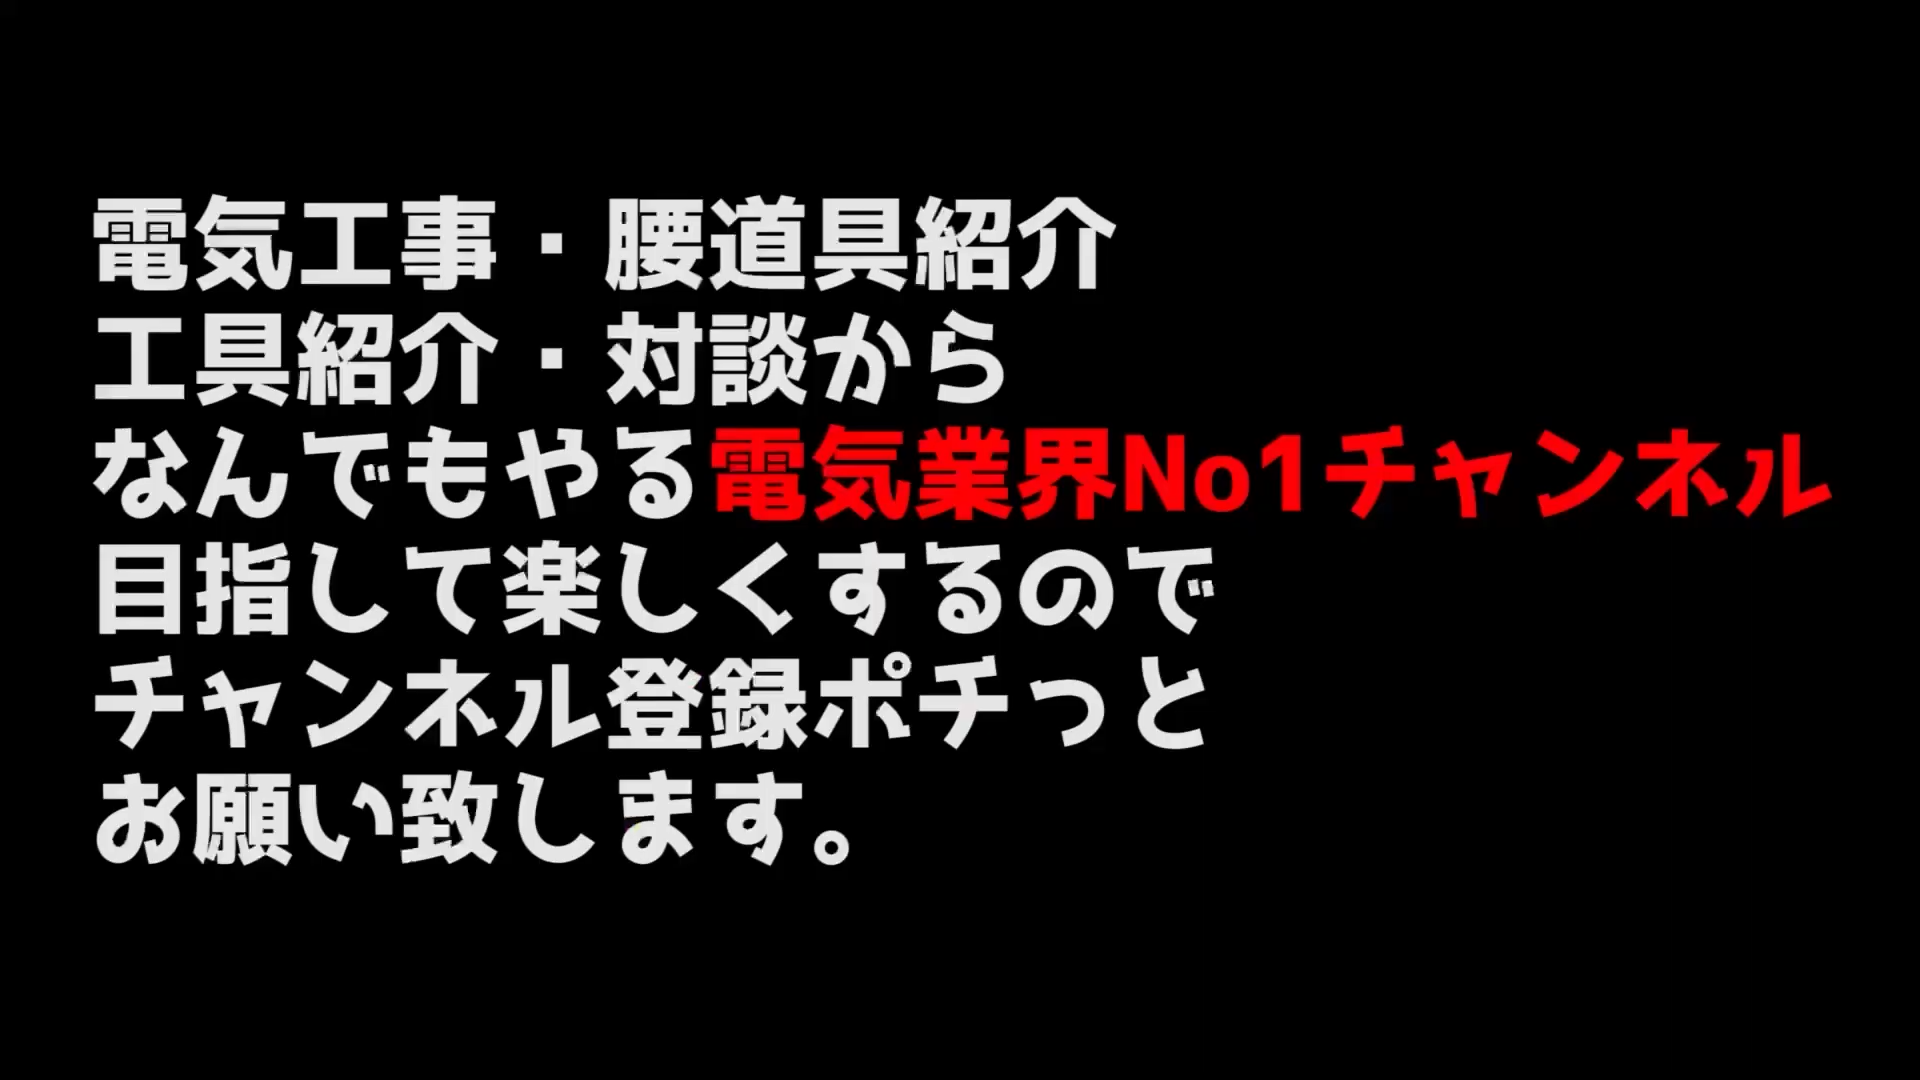 電気工事・腰道具紹介
工具紹介・対談から
なんでもやる電気業界No1チャンネル
目指して楽しくするので
チャンネル登録ポチっと
お願い致します。